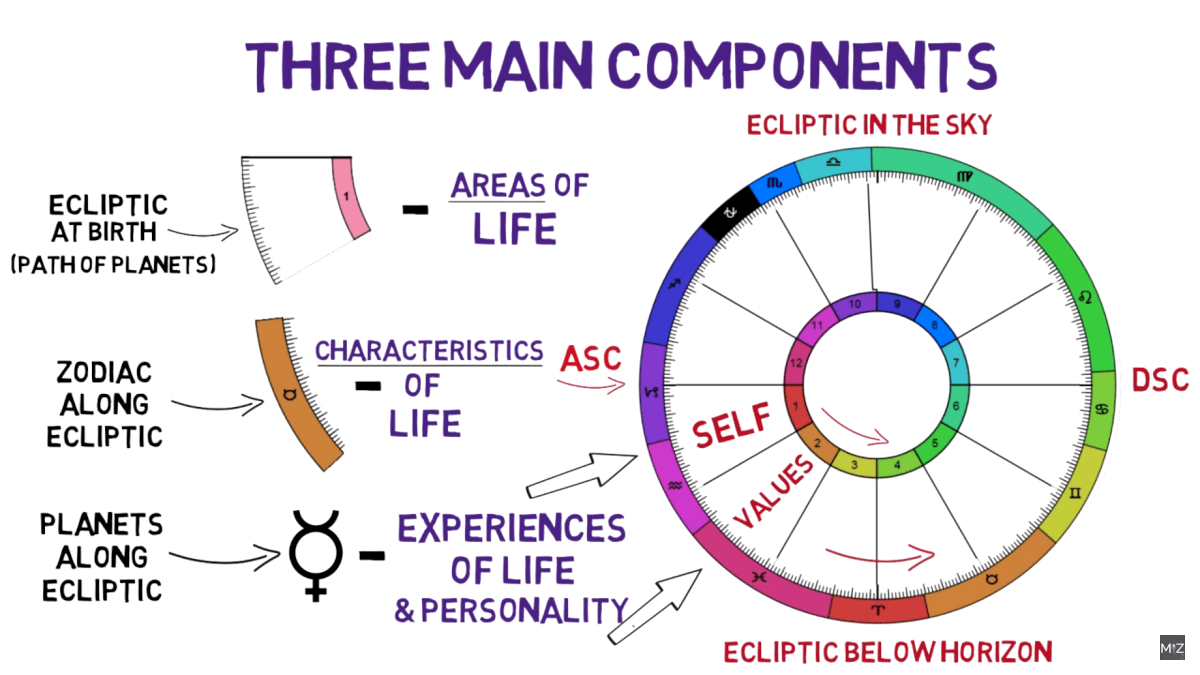 THREE MAIN COMPONENTS
ECLIPTIC
AT BIRTH
(PATH OF PLANETS)
1
-
AREAS OF
LIFE
ZODIAC
ALONG
ECLIPTIC
♉
CHARACTERISTICS
- OF
LIFE
PLANETS
ALONG
ECLIPTIC
☿
-
EXPERIENCES
OF LIFE
& PERSONALITY
ECLIPTIC IN THE SKY
ASC
DSC
♎
♍
♌
♋
♊
♉
♈
♓
♒
♑
♐
⛎
♏
10
9
8
7
6
5
4
3
2
1
12
11
SELF
VALUES
ECLIPTIC BELOW HORIZON
M↑Z